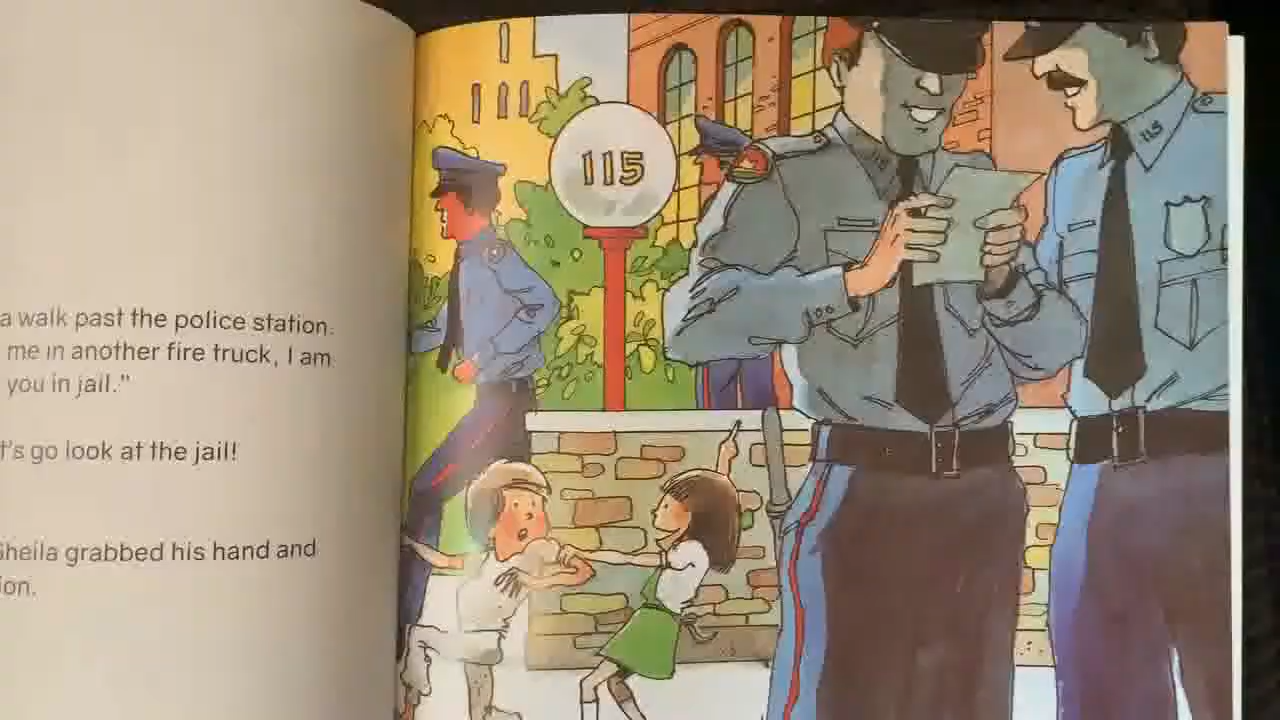 a walk past the police station.
me in another fire truck, I am
you in jail."
t's go look at the jail!
Sheila grabbed his hand and
ion.
115
115
115